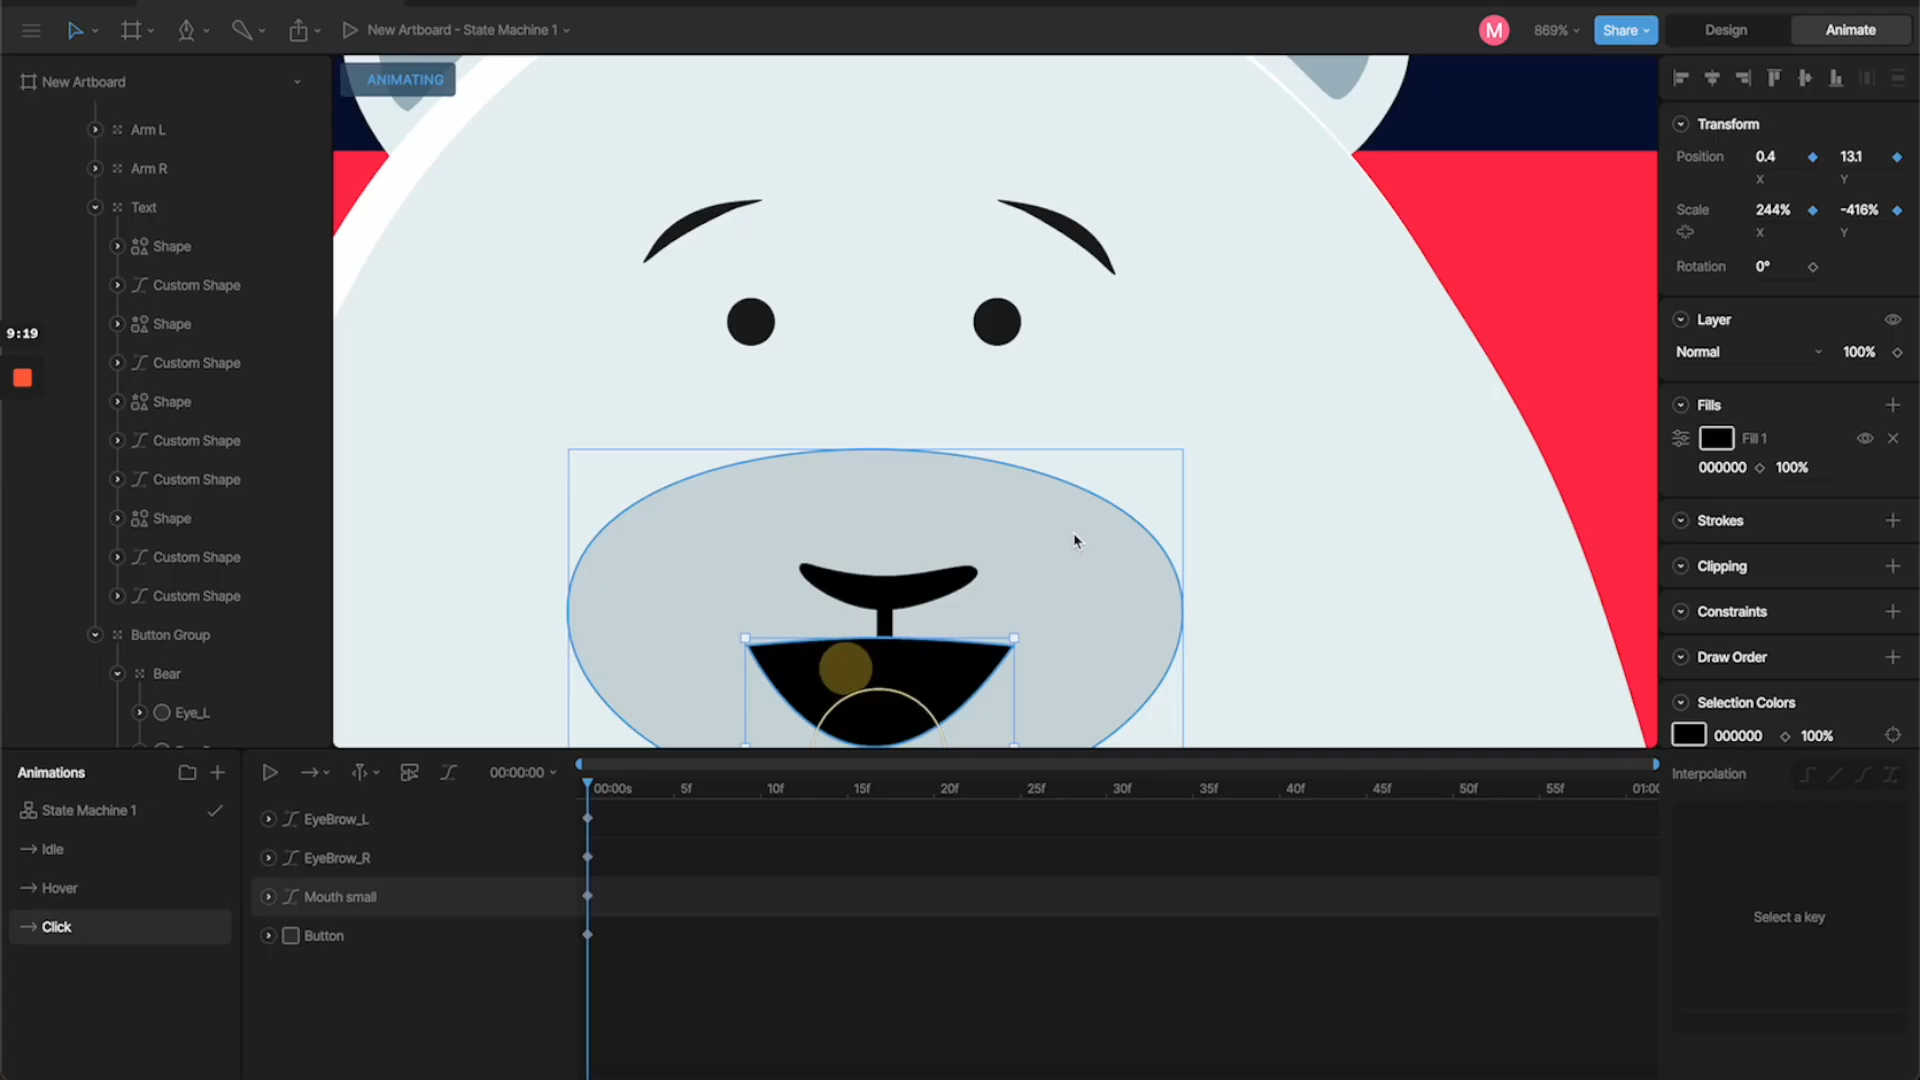 New Artboard - State Machine 1
M
869%
Share
Design
Animate
New Artboard
ANIMATING
Arm L
Arm R
Text
Shape
Custom Shape
Shape
Custom Shape
Shape
Custom Shape
Custom Shape
Shape
Custom Shape
Custom Shape
Button Group
Bear
Eye_L
9:19
Transform
Position
0.4
13.1
X
Y
Scale
244%
-416%
X
Y
Rotation
0°
Layer
Normal
100%
Fills
Fill 1
000000
100%
Strokes
Clipping
Constraints
Draw Order
Selection Colors
000000
100%
Animations
State Machine 1
Idle
Hover
Click
00:00:00
00:00s
5f
10f
15f
20f
25f
30f
35f
40f
45f
50f
55f
EyeBrow_L
EyeBrow_R
Mouth small
Button
Interpolation
Select a key